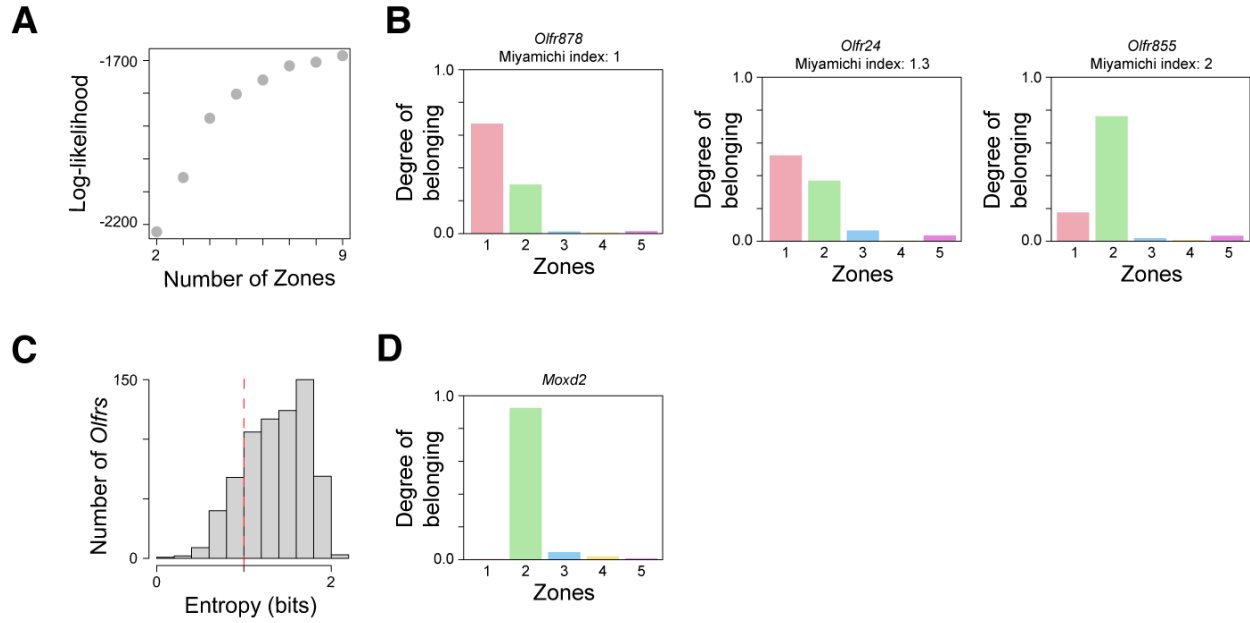 A
-1700
Log-likelihood
-2200
2
9
Number of Zones
B
Olfr878
Miyamichi index: 1
1.0
Degree of
belonging
0.0
1
2
3
4
5
Zones
Olfr24
Miyamichi index: 1.3
1.0
Degree of
belonging
0.0
1
2
3
4
5
Zones
Olfr855
Miyamichi index: 2
1.0
Degree of
belonging
0.0
1
2
3
4
5
Zones
C
150
Number of Olfrs
0
0
2
Entropy (bits)
D
Moxd2
1.0
Degree of
belonging
0.0
1
2
3
4
5
Zones